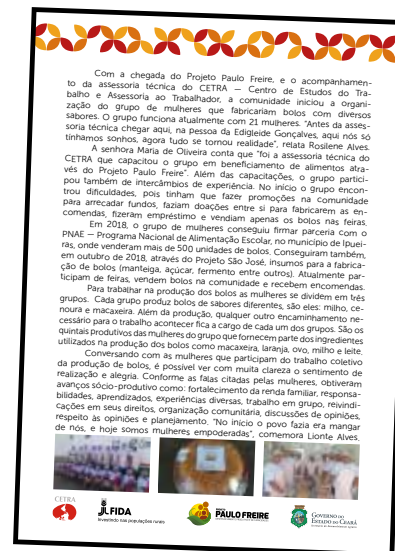 Com a chegada do Projeto Paulo Freire, e o acompanhamen-
to da assessoria técnica do CETRA — Centro de Estudos do Tra-
balho e Assessoria ao Trabalhador, a comunidade iniciou a organi-
zação do grupo de mulheres que fabricariam bolos com diversos
sabores. O grupo funciona atualmente com 21 mulheres. “Antes da asses-
soria técnica chegar aqui, na pessoa da Edigleide Gonçalves, aqui nós só
tínhamos sonhos, agora tudo se tornou realidade”, relata Rosilene Alves.
A senhora Maria de Oliveira conta que “foi a assessoria técnica do
CETRA que capacitou o grupo em beneficiamento de alimentos atra-
vés do Projeto Paulo Freire”. Além das capacitações, o grupo partici-
pou também de intercâmbios de experiência. No início o grupo encon-
trou dificuldades, pois tinham que fazer promoções na comunidade
para arrecadar fundos, faziam doações entre si para fabricarem as en-
comendas, fizeram empréstimo e vendiam apenas os bolos nas feiras.
Em 2018, o grupo de mulheres conseguiu firmar parceria com o
PNAE — Programa Nacional de Alimentação Escolar, no município de Ipuei-
ras, onde venderam mais de 500 unidades de bolos. Conseguiram também,
em outubro de 2018, através do Projeto São José, insumos para a fabrica-
ção de bolos (manteiga, açúcar, fermento entre outros). Atualmente par-
ticipam de feiras, vendem bolos na comunidade e recebem encomendas.
Para trabalhar na produção dos bolos as mulheres se dividem em três
grupos. Cada grupo produz bolos de sabores diferentes, são eles: milho, ce-
noura e macaxeira. Além da produção, qualquer outro encaminhamento ne-
cessário para o trabalho acontecer fica a cargo de cada um dos grupos. São os
quintais produtivos das mulheres do grupo que fornecem parte dos ingredientes
utilizados na produção dos bolos como macaxeira, laranja, ovo, milho e leite.
Conversando com as mulheres que participam do trabalho coletivo
da produção de bolos, é possível ver com muita clareza o sentimento de
realização e alegria. Conforme as falas citadas pelas mulheres, obtiveram
avanços sócio-produtivo como: fortalecimento da renda familiar, responsa-
bilidades, aprendizados, experiências diversas, trabalho em grupo, reivindi-
cações em seus direitos, organização comunitária, discussões de opiniões,
respeito às opiniões e planejamento. “No início o povo fazia era mangar
de nós, e hoje somos mulheres empoderadas”, comemora Lionte Alves.
CETRA
JL FIDA
Investindo nas populações rurais
PROJETO
PAULO FREIRE
GOVERNO DO
ESTADO DO CEARÁ